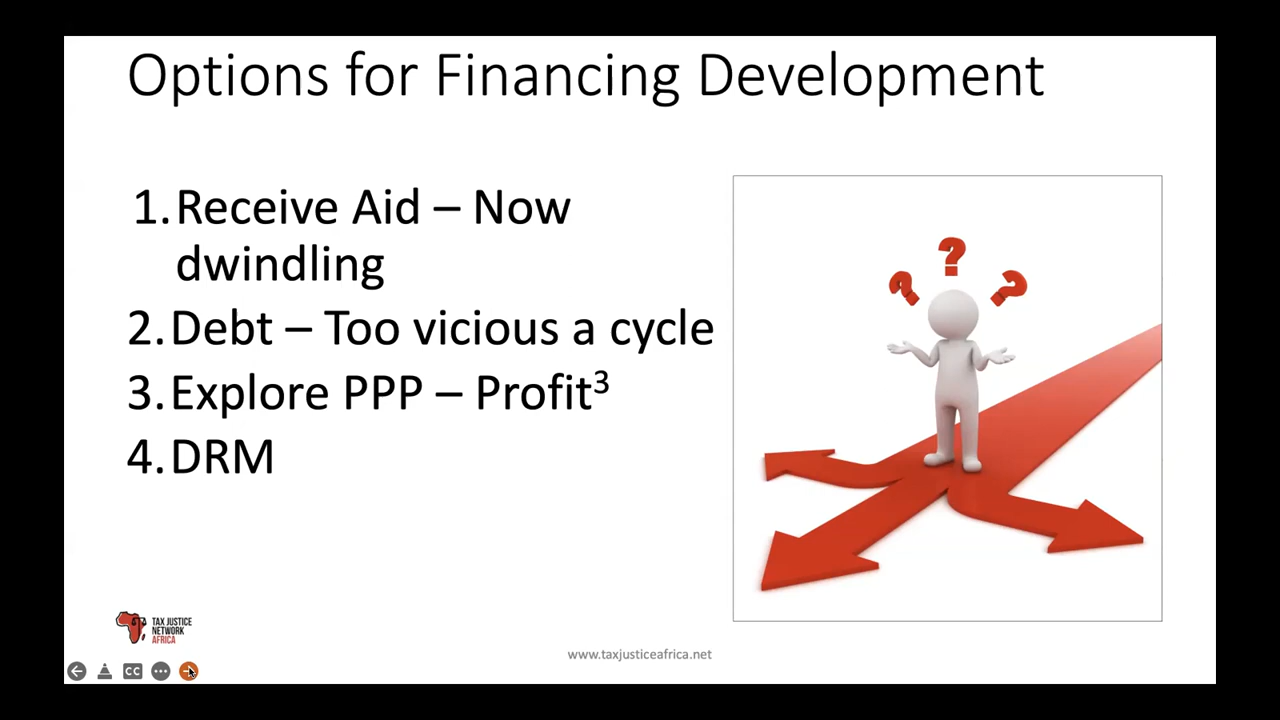 Options for Financing Development
1. Receive Aid – Now
dwindling
2. Debt – Too vicious a cycle
3. Explore PPP – Profit³
4. DRM
? ? ?
TAX JUSTICE
NETWORK
AFRICA
www.taxjusticeafrica.net
CC